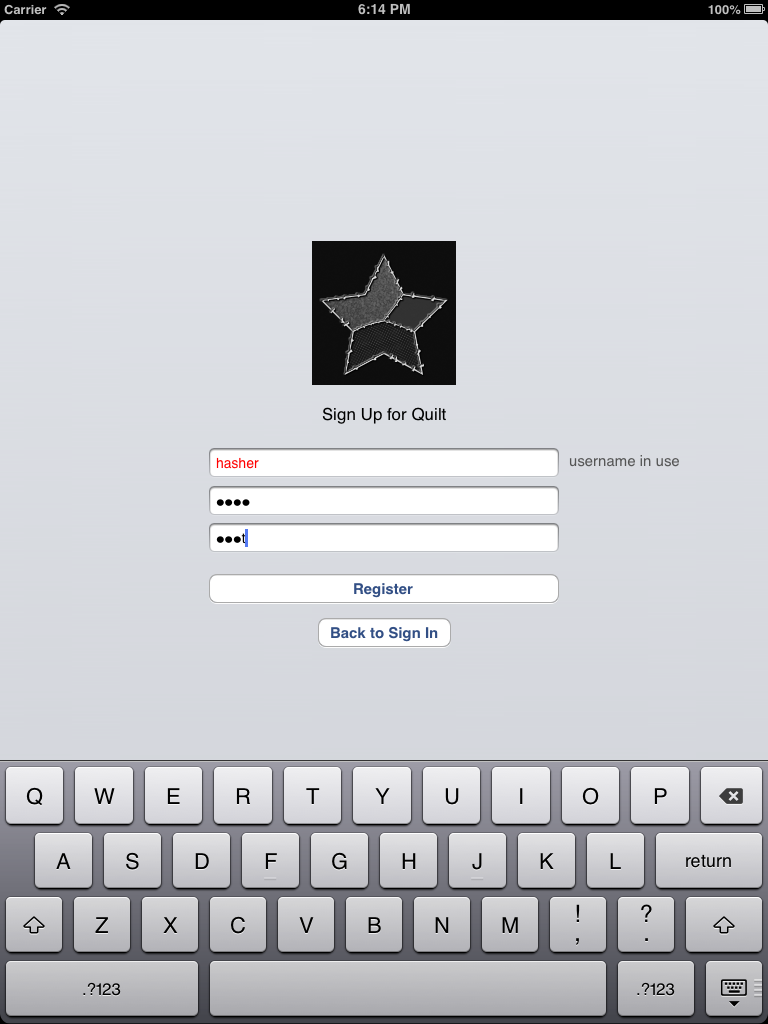 Carrier 6:14 PM 100%
Sign Up for Quilt
hasher username in use
●●●●
●●●t
Register
Back to Sign In
Q W E R T Y U I O P
A S D F G H J K L return
Z X C V B N M ! , ? .
.?123 .?123